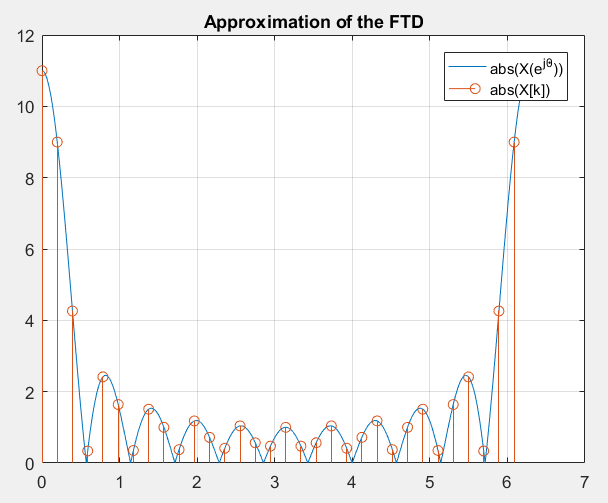 Approximation of the FTD
abs(X(e^jθ))
abs(X[k])
12
10
8
6
4
2
0
0 1 2 3 4 5 6 7